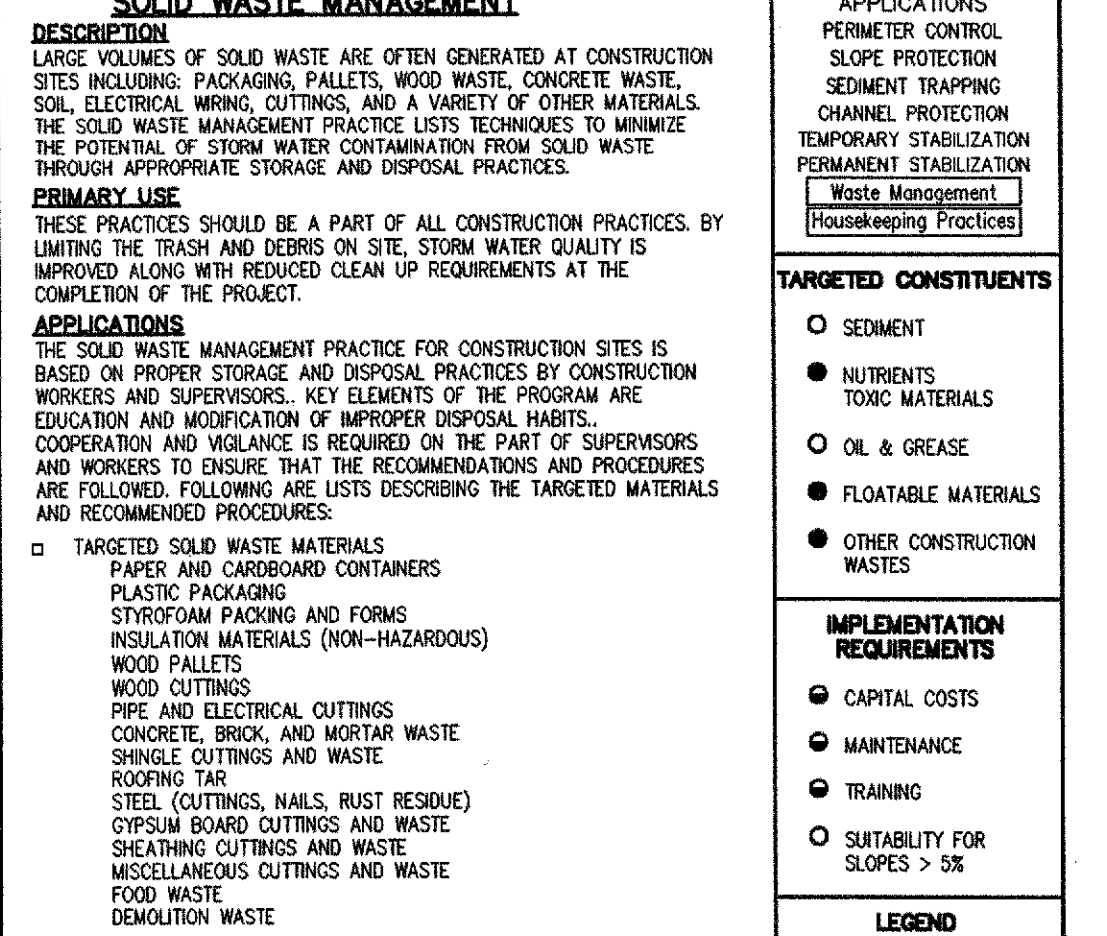 SOLID WASTE MANAGEMENT
DESCRIPTION
LARGE VOLUMES OF SOLID WASTE ARE OFTEN GENERATED AT CONSTRUCTION
SITES INCLUDING: PACKAGING, PALLETS, WOOD WASTE, CONCRETE WASTE,
SOIL, ELECTRICAL WIRING, CUTTINGS, AND A VARIETY OF OTHER MATERIALS.
THE SOLID WASTE MANAGEMENT PRACTICE LISTS TECHNIQUES TO MINIMIZE
THE POTENTIAL OF STORM WATER CONTAMINATION FROM SOLID WASTE
THROUGH APPROPRIATE STORAGE AND DISPOSAL PRACTICES.
PRIMARY USE
THESE PRACTICES SHOULD BE A PART OF ALL CONSTRUCTION PRACTICES. BY
LIMITING THE TRASH AND DEBRIS ON SITE, STORM WATER QUALITY IS
IMPROVED ALONG WITH REDUCED CLEAN UP REQUIREMENTS AT THE
COMPLETION OF THE PROJECT.
APPLICATIONS
THE SOLID WASTE MANAGEMENT PRACTICE FOR CONSTRUCTION SITES IS
BASED ON PROPER STORAGE AND DISPOSAL PRACTICES BY CONSTRUCTION
WORKERS AND SUPERVISORS.. KEY ELEMENTS OF THE PROGRAM ARE
EDUCATION AND MODIFICATION OF IMPROPER DISPOSAL HABITS..
COOPERATION AND VIGILANCE IS REQUIRED ON THE PART OF SUPERVISORS
AND WORKERS TO ENSURE THAT THE RECOMMENDATIONS AND PROCEDURES
ARE FOLLOWED. FOLLOWING ARE LISTS DESCRIBING THE TARGETED MATERIALS
AND RECOMMENDED PROCEDURES:
TARGETED SOLID WASTE MATERIALS
PAPER AND CARDBOARD CONTAINERS
PLASTIC PACKAGING
STYROFOAM PACKING AND FORMS
INSULATION MATERIALS (NON-HAZARDOUS)
WOOD PALLETS
WOOD CUTTINGS
PIPE AND ELECTRICAL CUTTINGS
CONCRETE, BRICK, AND MORTAR WASTE
SHINGLE CUTTINGS AND WASTE
ROOFING TAR
STEEL (CUTTINGS, NAILS, RUST RESIDUE)
GYPSUM BOARD CUTTINGS AND WASTE
SHEATHING CUTTINGS AND WASTE
MISCELLANEOUS CUTTINGS AND WASTE
FOOD WASTE
DEMOLITION WASTE
APPLICATIONS
PERIMETER CONTROL
SLOPE PROTECTION
SEDIMENT TRAPPING
CHANNEL PROTECTION
TEMPORARY STABILIZATION
PERMANENT STABILIZATION
Waste Management
Housekeeping Practices
TARGETED CONSTITUENTS
SEDIMENT
NUTRIENTS
TOXIC MATERIALS
OIL & GREASE
FLOATABLE MATERIALS
OTHER CONSTRUCTION
WASTES
IMPLEMENTATION
REQUIREMENTS
CAPITAL COSTS
MAINTENANCE
TRAINING
SUITABILITY FOR
SLOPES > 5%
LEGEND